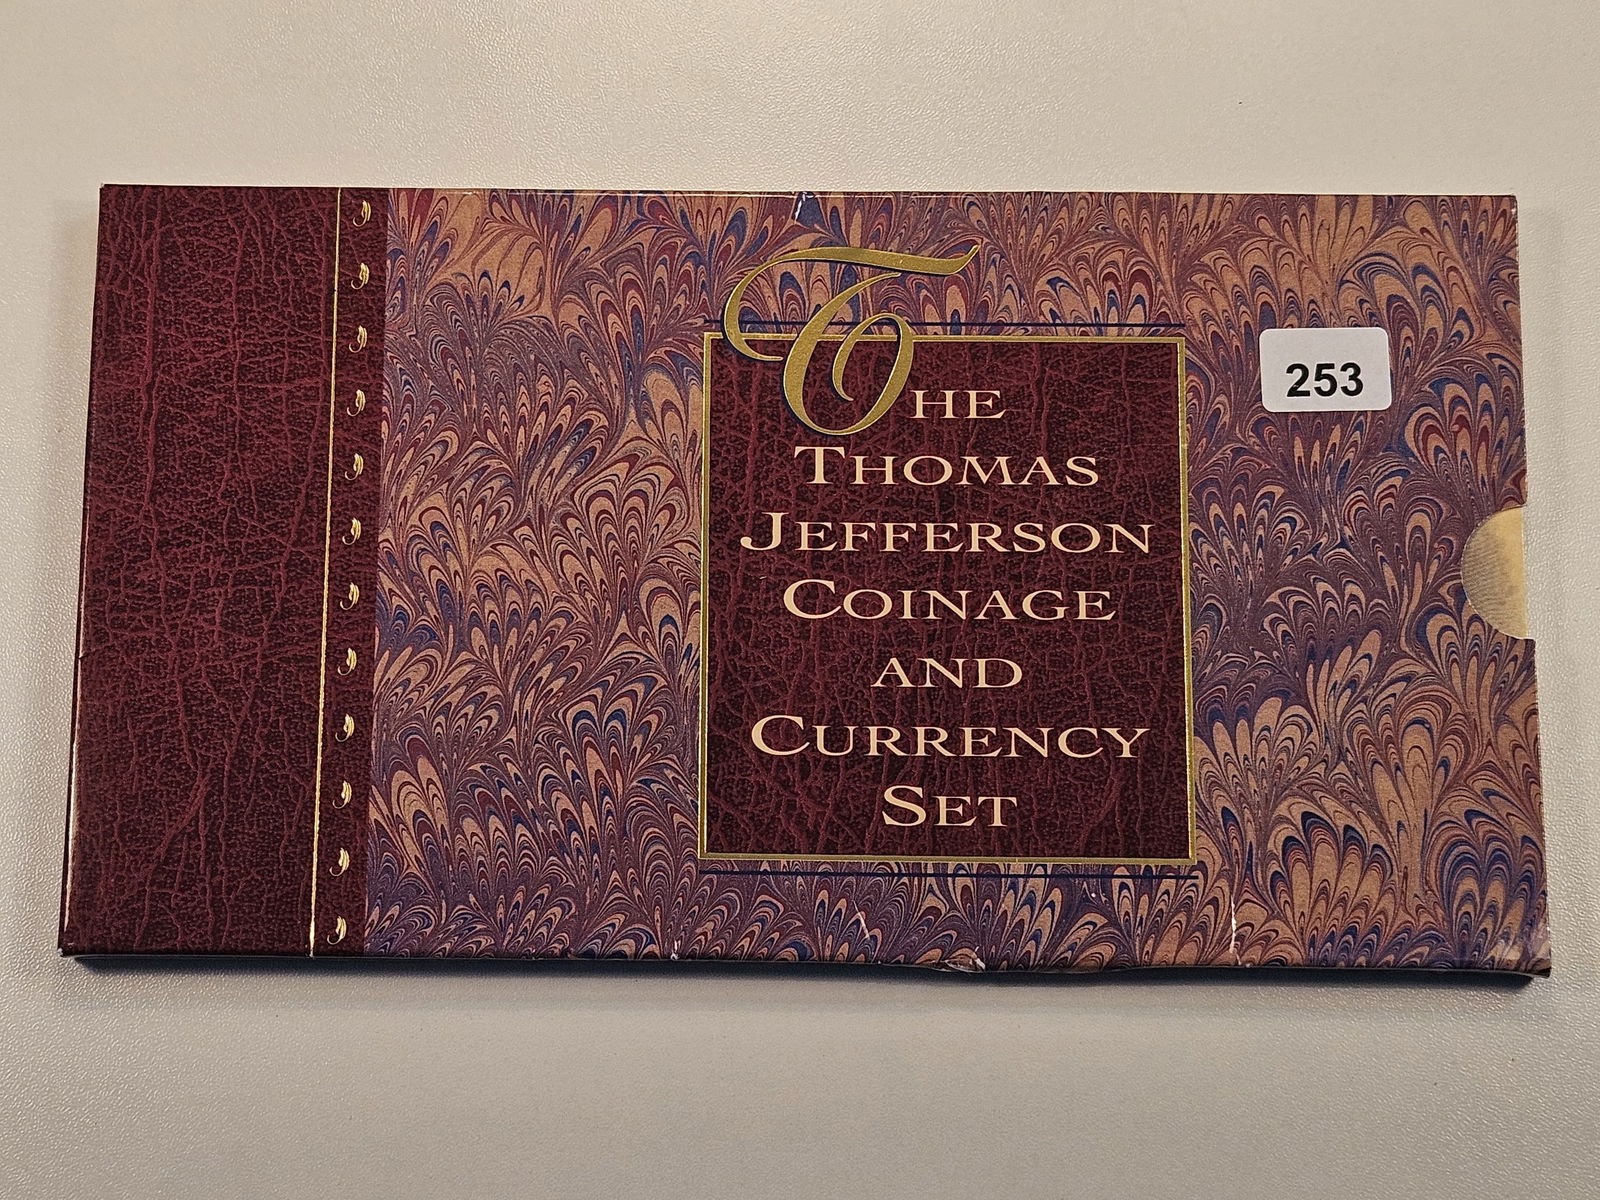 The
Thomas
Jefferson
Coinage
and
Currency
Set
253